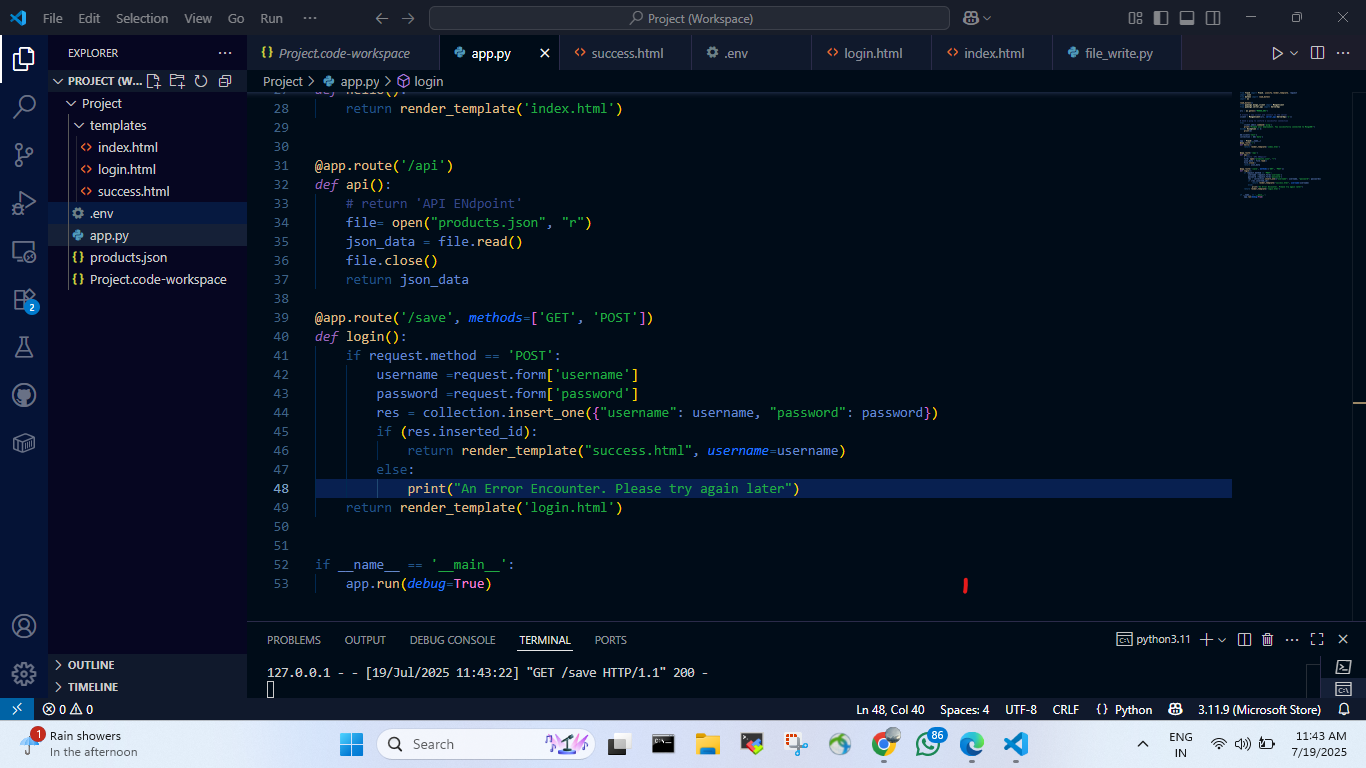 File Edit Selection View Go Run ··· Project (Workspace)
EXPLORER ···
Project.code-workspace app.py success.html .env login.html index.html file_write.py
PROJECT (W...
Project > app.py > login
Project
templates
index.html
login.html
success.html
.env
app.py
products.json
Project.code-workspace
28 return render_template('index.html')
29
30
31 @app.route('/api')
32 def api():
33 # return 'API ENdpoint'
34 file= open("products.json", "r")
35 json_data = file.read()
36 file.close()
37 return json_data
38
39 @app.route('/save', methods=['GET', 'POST'])
40 def login():
41 if request.method == 'POST':
42 username =request.form['username']
43 password =request.form['password']
44 res = collection.insert_one({"username": username, "password": password})
45 if (res.inserted_id):
46 return render_template("success.html", username=username)
47 else:
48 print("An Error Encounter. Please try again later")
49 return render_template('login.html')
50
51
52 if __name__ == '__main__':
53 app.run(debug=True)
2
OUTLINE
TIMELINE
PROBLEMS OUTPUT DEBUG CONSOLE TERMINAL PORTS python3.11
127.0.0.1 - - [19/Jul/2025 11:43:22] "GET /save HTTP/1.1" 200 -
0 0 Ln 48, Col 40 Spaces: 4 UTF-8 CRLF {} Python 3.11.9 (Microsoft Store)
1 Rain showers
In the afternoon
Search
86
ENG
IN
11:43 AM
7/19/2025